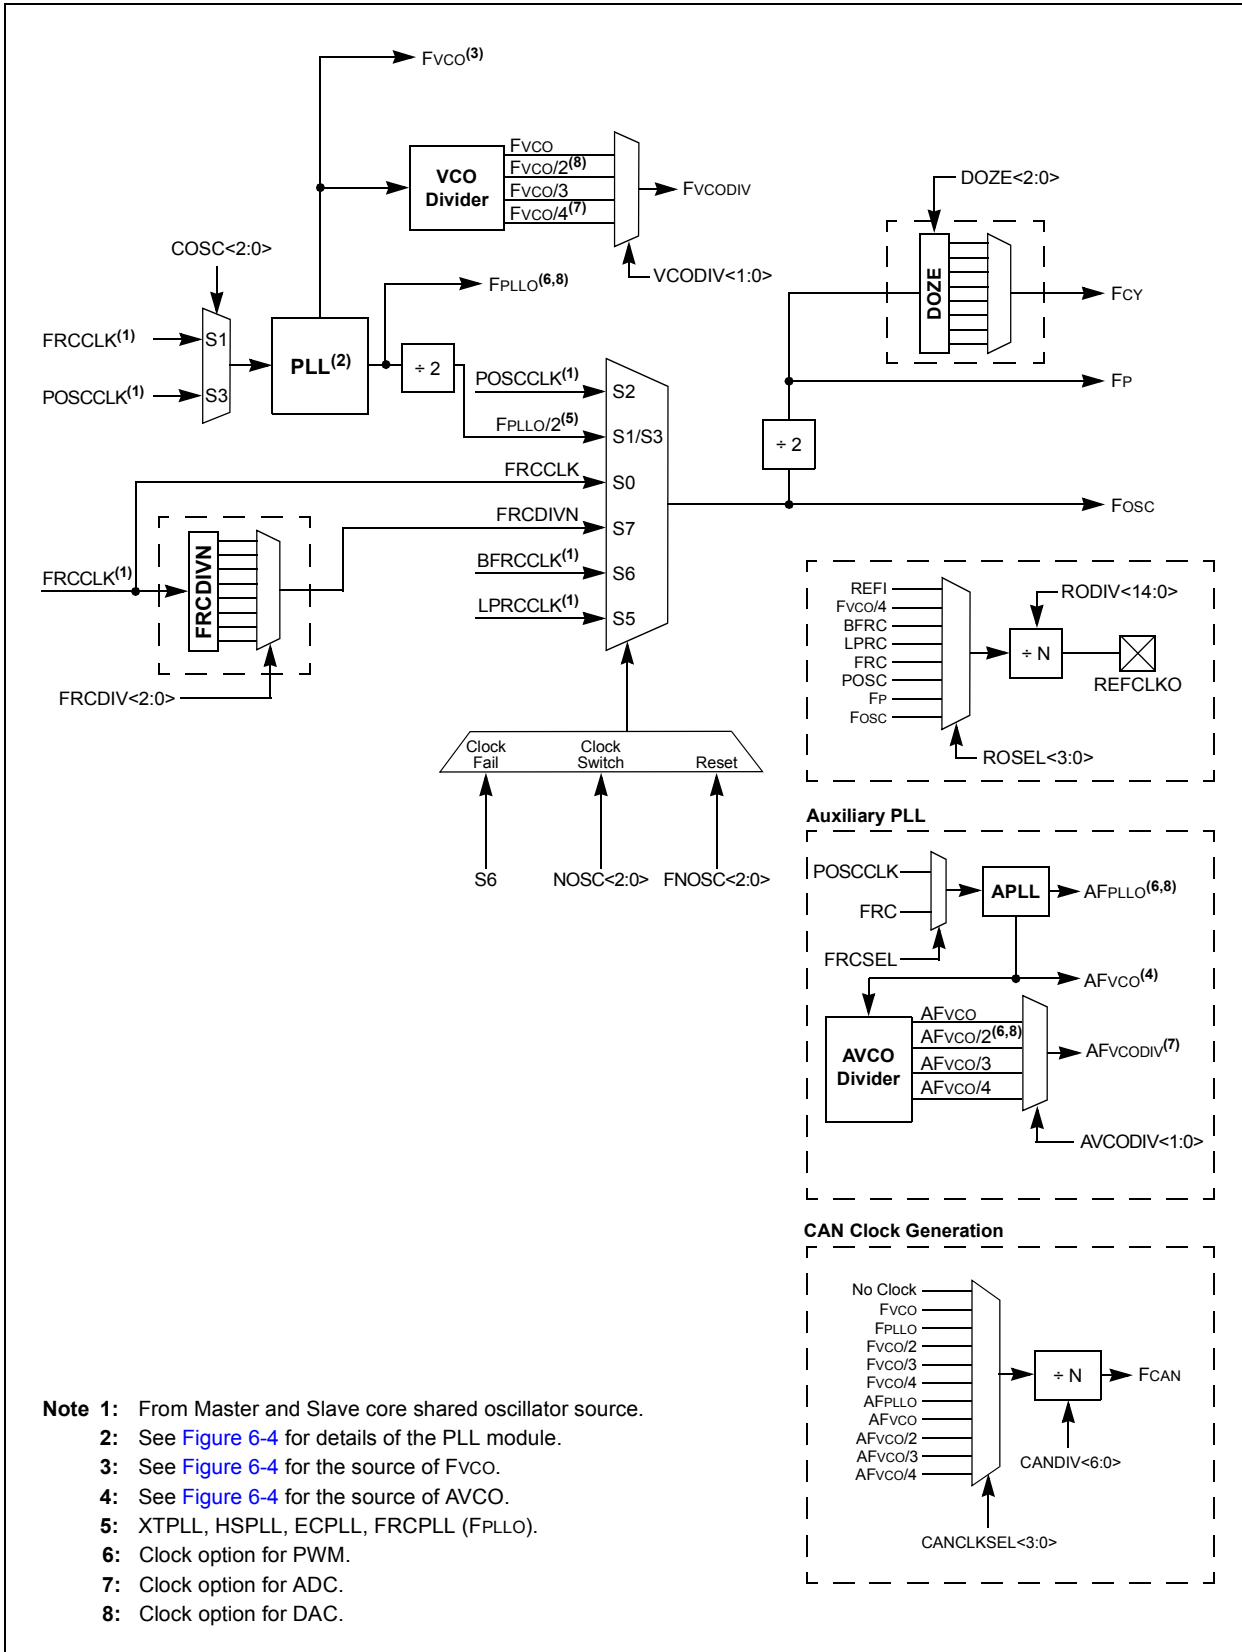 FVCO(3)
VCO
Divider
FVCO
FVCO/2(8)
FVCO/3
FVCO/4(7)
FVCODIV
VCODIV<1:0>
DOZE<2:0>
DOZE
FCY
COSC<2:0>
FPLLO(6,8)
FRCCLK(1)
S1
POSCCLK(1)
S3
PLL(2)
÷ 2
POSCCLK(1)
S2
FPLLO/2(5)
S1/S3
FRCCLK
S0
FRCDIVN
S7
BFRCCLK(1)
S6
LPRCCLK(1)
S5
FP
÷ 2
FOSC
FRCCLK(1)
FRCDIVN
FRCDIV<2:0>
Clock
Fail
Clock
Switch
Reset
S6
NOSC<2:0>
FNOSC<2:0>
REFI
FVCO/4
BFRC
LPRC
FRC
POSC
FP
FOSC
RODIV<14:0>
÷ N
REFCLKO
ROSEL<3:0>
Auxiliary PLL
POSCCLK
FRC
FRCSEL
APLL
AFPLLO(6,8)
AFVCO(4)
AVCO
Divider
AFVCO
AFVCO/2(6,8)
AFVCO/3
AFVCO/4
AFVCODIV(7)
AVCODIV<1:0>
CAN Clock Generation
No Clock
FVCO
FPLLO
FVCO/2
FVCO/3
FVCO/4
AFPLLO
AFVCO
AFVCO/2
AFVCO/3
AFVCO/4
÷ N
FCAN
CANDIV<6:0>
CANCLKSEL<3:0>
Note 1: From Master and Slave core shared oscillator source.
2: See Figure 6-4 for details of the PLL module.
3: See Figure 6-4 for the source of FVCO.
4: See Figure 6-4 for the source of AVCO.
5: XTPLL, HSPLL, ECPLL, FRCPLL (FPLLO).
6: Clock option for PWM.
7: Clock option for ADC.
8: Clock option for DAC.